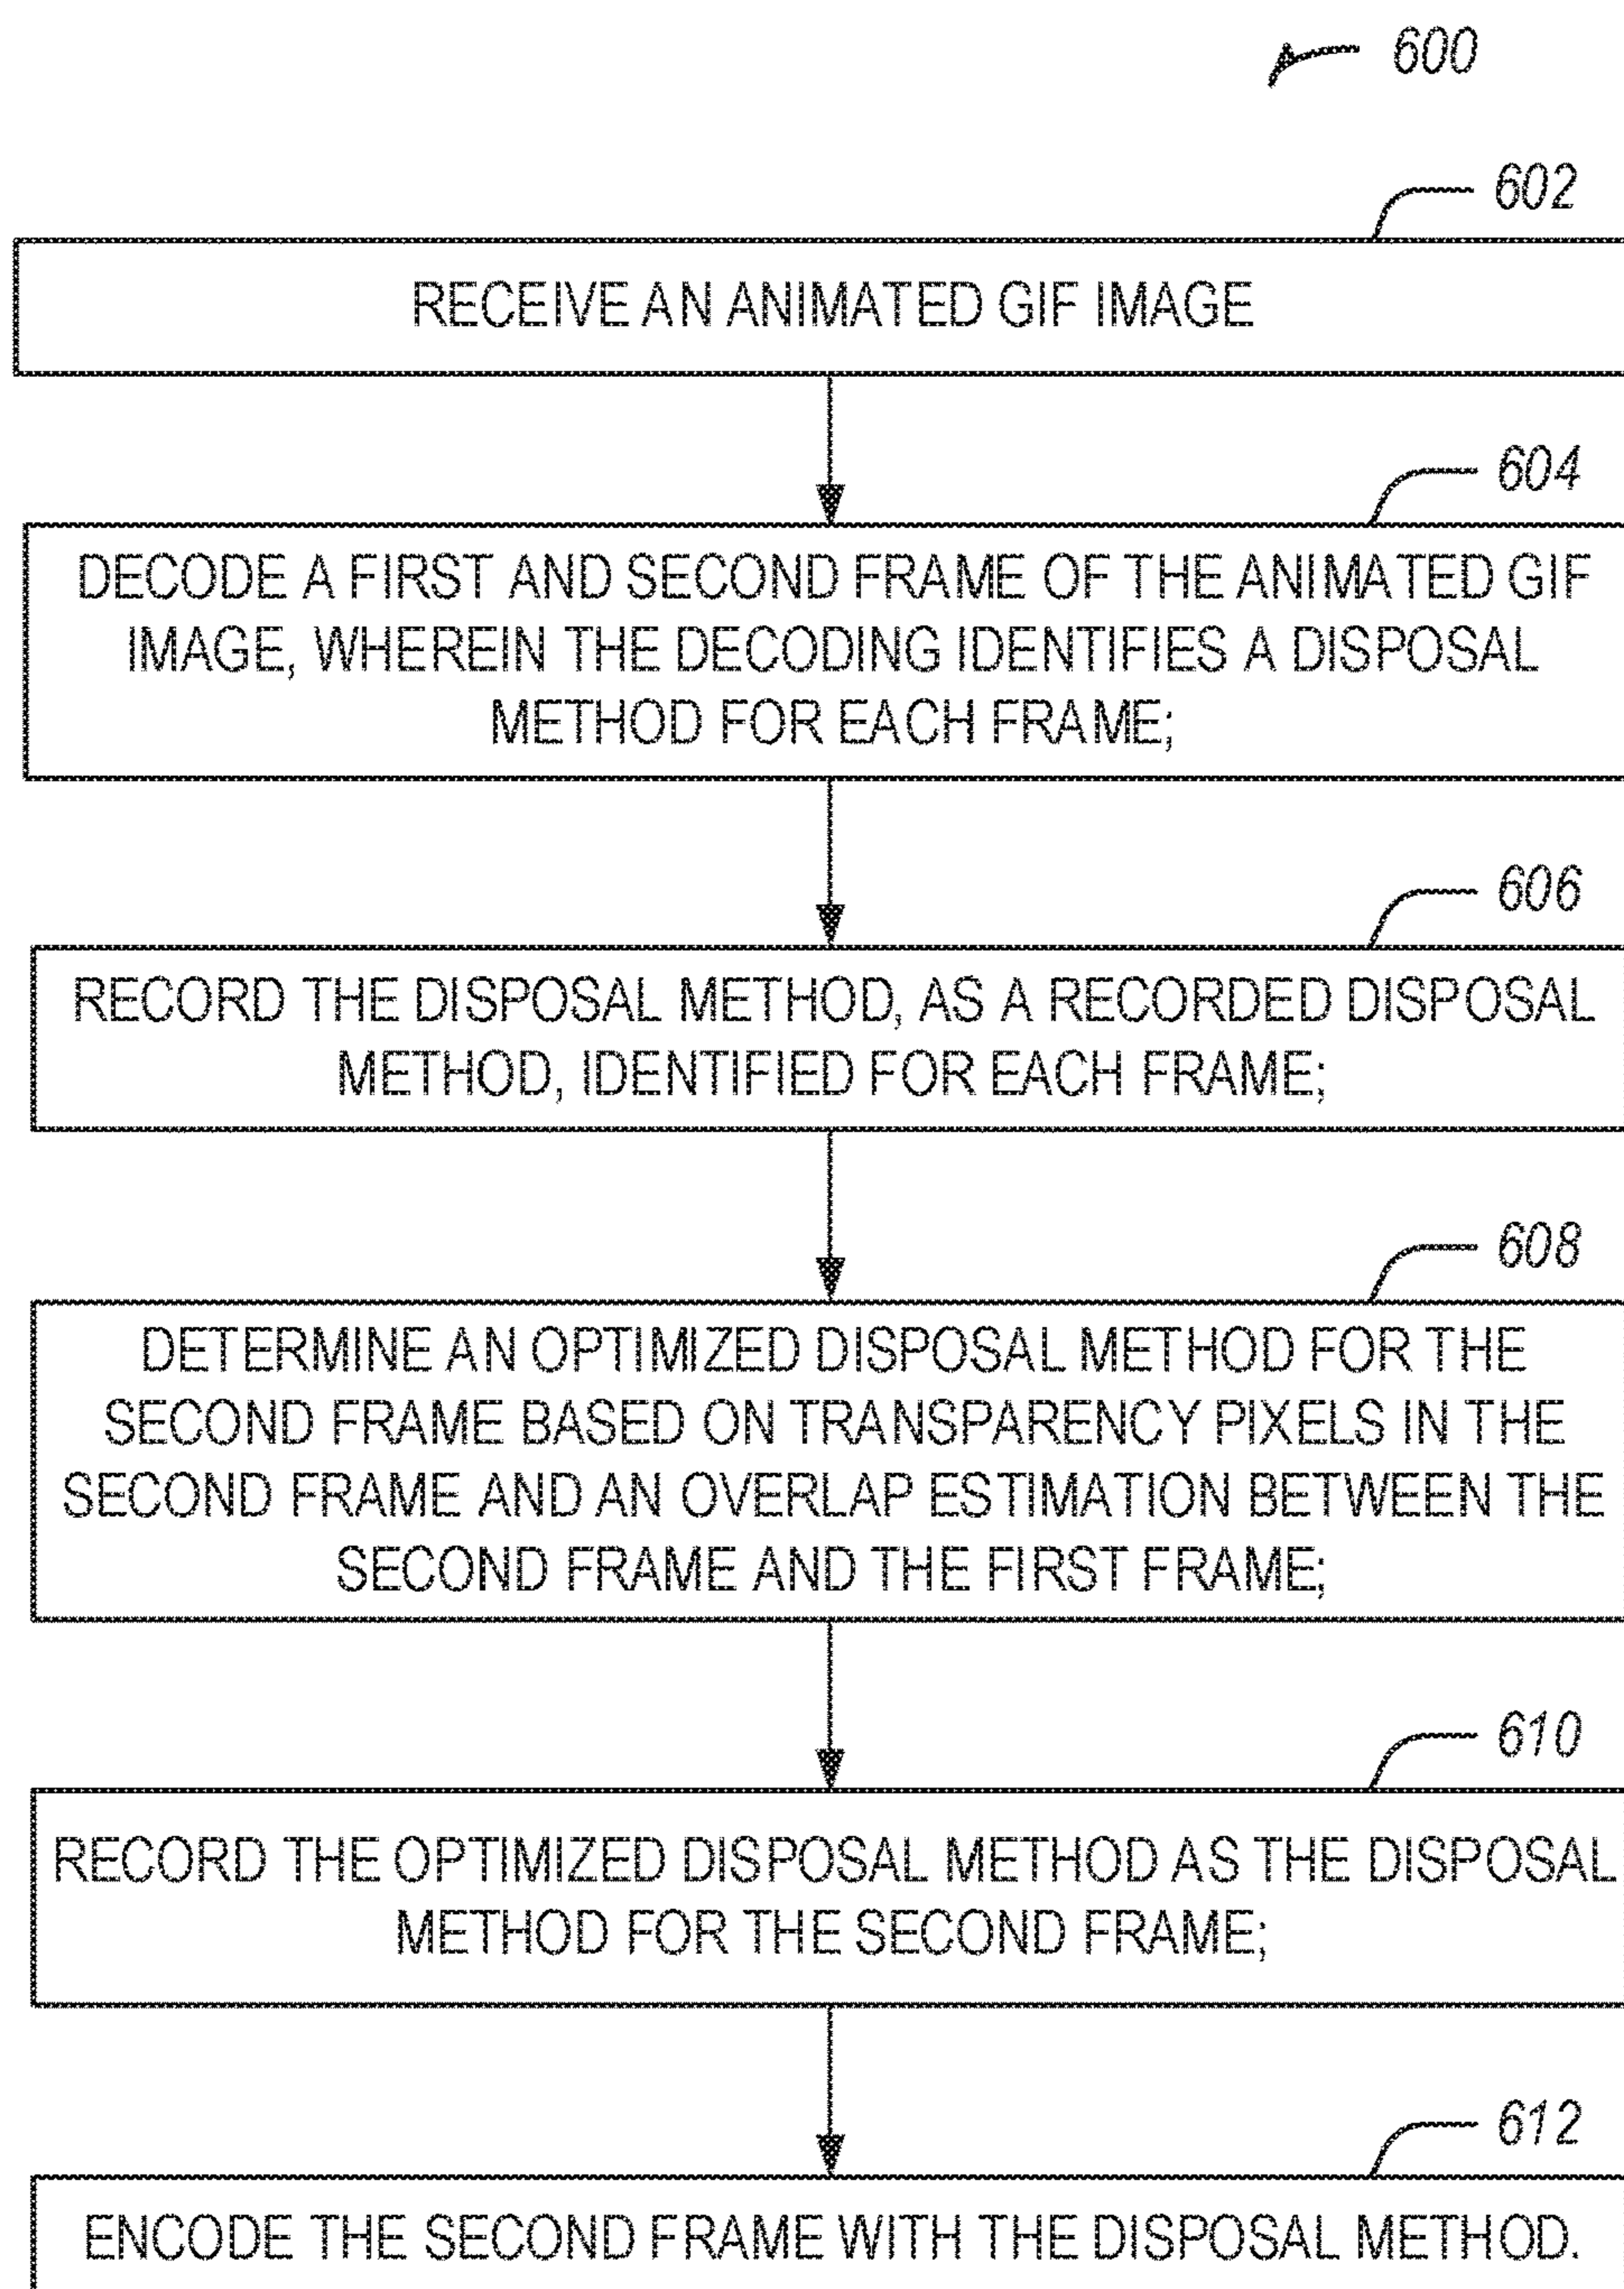 600
602
RECEIVE AN ANIMATED GIF IMAGE
604
DECODE A FIRST AND SECOND FRAME OF THE ANIMATED GIF
IMAGE, WHEREIN THE DECODING IDENTIFIES A DISPOSAL
METHOD FOR EACH FRAME;
606
RECORD THE DISPOSAL METHOD, AS A RECORDED DISPOSAL
METHOD, IDENTIFIED FOR EACH FRAME;
608
DETERMINE AN OPTIMIZED DISPOSAL METHOD FOR THE
SECOND FRAME BASED ON TRANSPARENCY PIXELS IN THE
SECOND FRAME AND AN OVERLAP ESTIMATION BETWEEN THE
SECOND FRAME AND THE FIRST FRAME;
610
RECORD THE OPTIMIZED DISPOSAL METHOD AS THE DISPOSAL
METHOD FOR THE SECOND FRAME;
612
ENCODE THE SECOND FRAME WITH THE DISPOSAL METHOD.